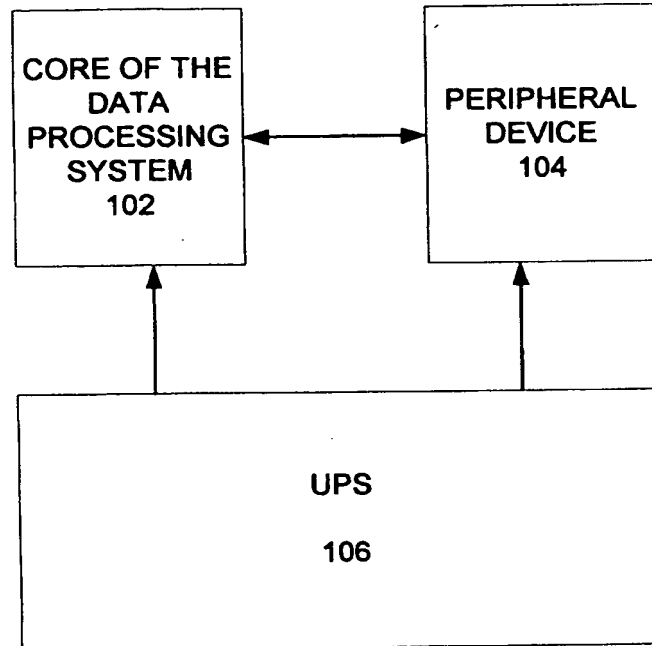 CORE OF THE
DATA
PROCESSING
SYSTEM
102
PERIPHERAL
DEVICE
104
UPS
106